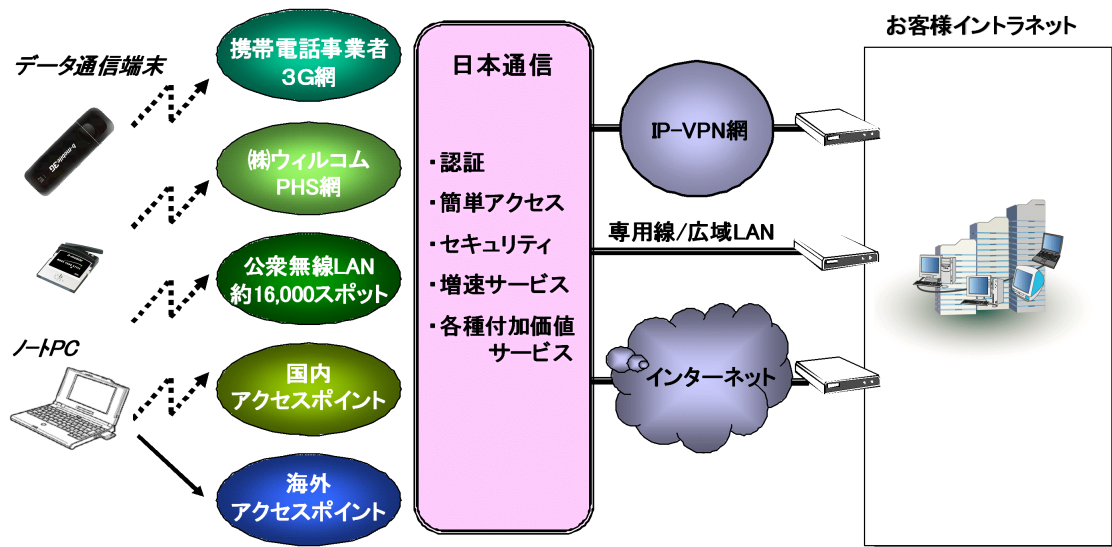 データ通信端末
b-mobile3G
ノートPC
携帯電話事業者
3G網
㈱ウィルコム
PHS網
公衆無線LAN
約16,000スポット
国内
アクセスポイント
海外
アクセスポイント
日本通信
・認証
・簡単アクセス
・セキュリティ
・増速サービス
・各種付加価値
サービス
IP-VPN網
専用線/広域LAN
インターネット
お客様イントラネット